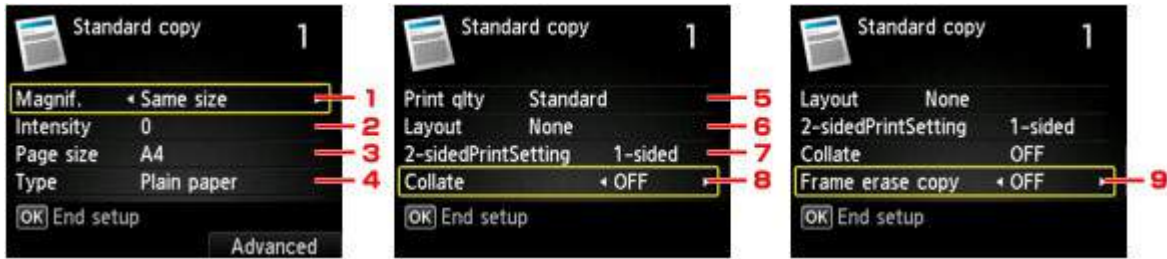 Standard copy 1
Magnif. Same size 1
Intensity 0 2
Page size A4 3
Type Plain paper 4
OK End setup
Advanced
Standard copy 1
Print qlty Standard 5
Layout None 6
2-sidedPrintSetting 1-sided 7
Collate OFF 8
OK End setup
Standard copy 1
Layout None
2-sidedPrintSetting 1-sided
Collate OFF
Frame erase copy OFF 9
OK End setup